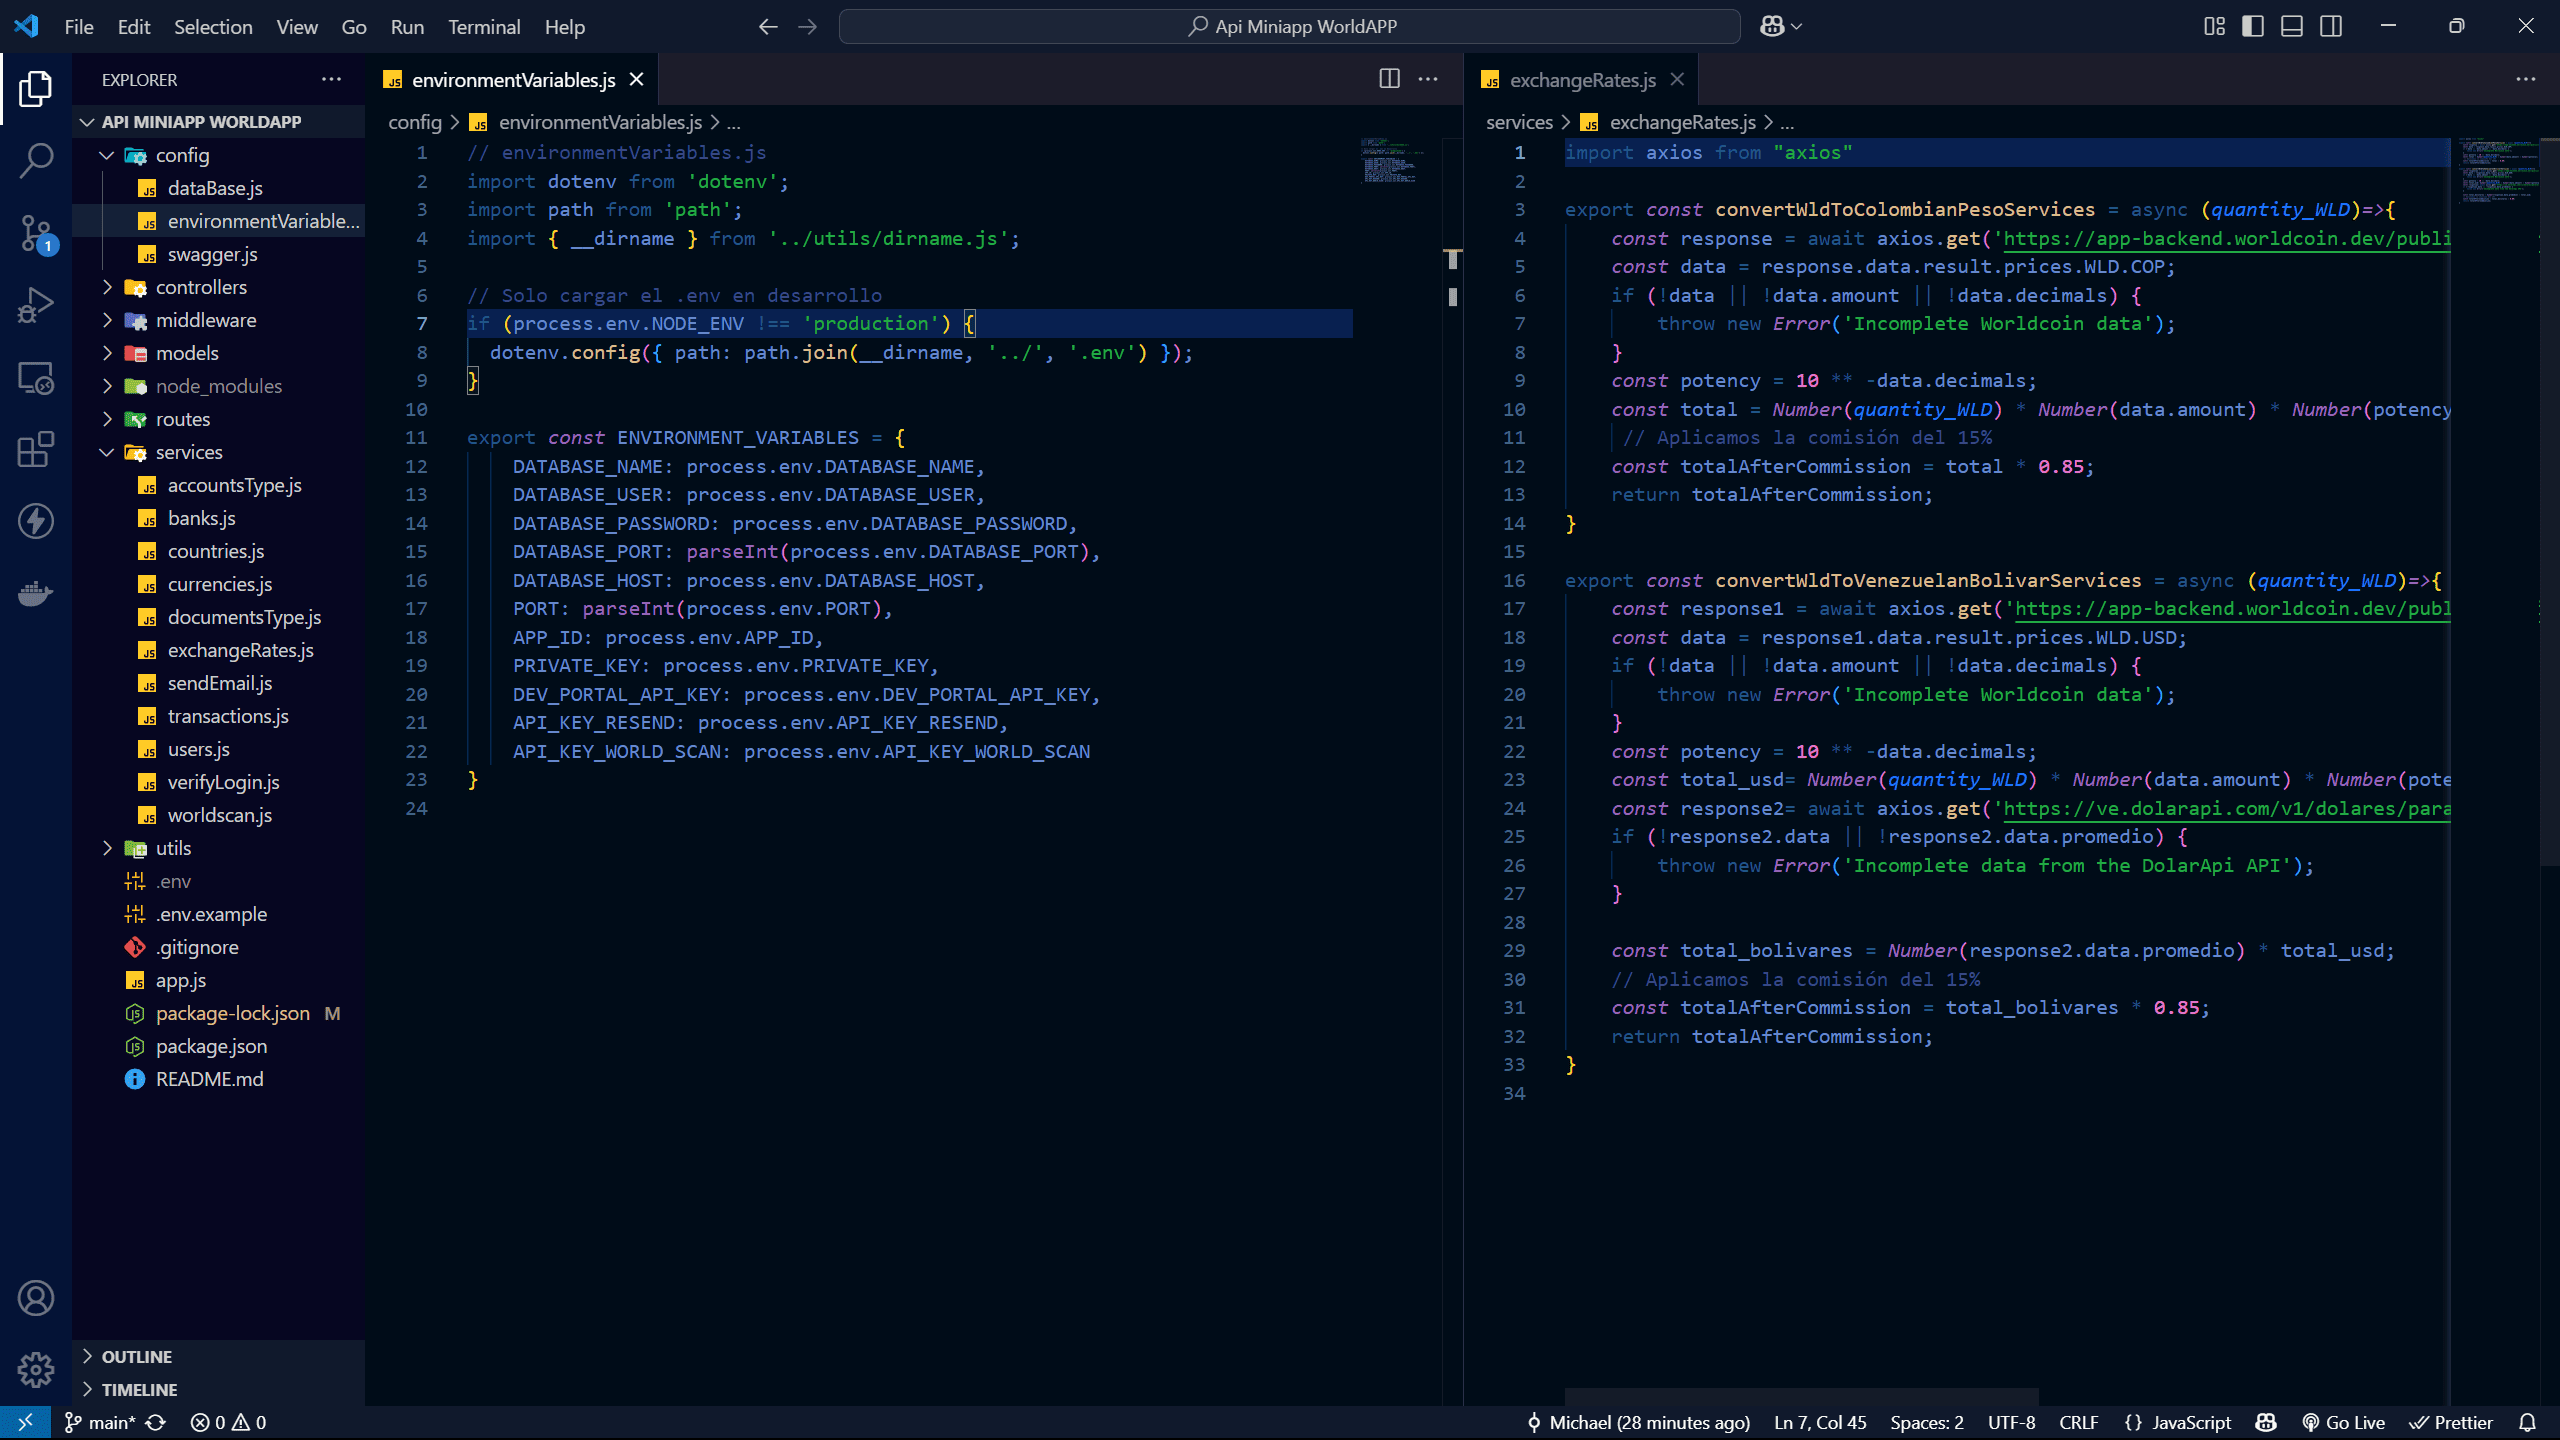 File Edit Selection View Go Run Terminal Help
Api Miniapp WorldAPP
EXPLORER
API MINIAPP WORLDAPP
config
dataBase.js
environmentVariable...
swagger.js
controllers
middleware
models
node_modules
routes
services
accountsType.js
banks.js
countries.js
currencies.js
documentsType.js
exchangeRates.js
sendEmail.js
transactions.js
users.js
verifyLogin.js
worldscan.js
utils
.env
.env.example
.gitignore
app.js
package-lock.json M
package.json
README.md
OUTLINE
TIMELINE
1
environmentVariables.js
config > environmentVariables.js > ...
1 // environmentVariables.js
2 import dotenv from 'dotenv';
3 import path from 'path';
4 import { __dirname } from '../utils/dirname.js';
5
6 // Solo cargar el .env en desarrollo
7 if (process.env.NODE_ENV !== 'production') {
8 dotenv.config({ path: path.join(__dirname, '../', '.env') });
9 }
10
11 export const ENVIRONMENT_VARIABLES = {
12 DATABASE_NAME: process.env.DATABASE_NAME,
13 DATABASE_USER: process.env.DATABASE_USER,
14 DATABASE_PASSWORD: process.env.DATABASE_PASSWORD,
15 DATABASE_PORT: parseInt(process.env.DATABASE_PORT),
16 DATABASE_HOST: process.env.DATABASE_HOST,
17 PORT: parseInt(process.env.PORT),
18 APP_ID: process.env.APP_ID,
19 PRIVATE_KEY: process.env.PRIVATE_KEY,
20 DEV_PORTAL_API_KEY: process.env.DEV_PORTAL_API_KEY,
21 API_KEY_RESEND: process.env.API_KEY_RESEND,
22 API_KEY_WORLD_SCAN: process.env.API_KEY_WORLD_SCAN
23 }
24
exchangeRates.js
services > exchangeRates.js > ...
1 import axios from "axios"
2
3 export const convertWldToColombianPesoServices = async (quantity_WLD)=>{
4 const response = await axios.get('https://app-backend.worldcoin.dev/publi
5 const data = response.data.result.prices.WLD.COP;
6 if (!data || !data.amount || !data.decimals) {
7 throw new Error('Incomplete Worldcoin data');
8 }
9 const potency = 10 ** -data.decimals;
10 const total = Number(quantity_WLD) * Number(data.amount) * Number(potency
11 // Aplicamos la comisión del 15%
12 const totalAfterCommission = total * 0.85;
13 return totalAfterCommission;
14 }
15
16 export const convertWldToVenezuelanBolivarServices = async (quantity_WLD)=>{
17 const response1 = await axios.get('https://app-backend.worldcoin.dev/publ
18 const data = response1.data.result.prices.WLD.USD;
19 if (!data || !data.amount || !data.decimals) {
20 throw new Error('Incomplete Worldcoin data');
21 }
22 const potency = 10 ** -data.decimals;
23 const total_usd= Number(quantity_WLD) * Number(data.amount) * Number(pote
24 const response2= await axios.get('https://ve.dolarapi.com/v1/dolares/para
25 if (!response2.data || !response2.data.promedio) {
26 throw new Error('Incomplete data from the DolarApi API');
27 }
28
29 const total_bolivares = Number(response2.data.promedio) * total_usd;
30 // Aplicamos la comisión del 15%
31 const totalAfterCommission = total_bolivares * 0.85;
32 return totalAfterCommission;
33 }
34
main* 0 0 Michael (28 minutes ago) Ln 7, Col 45 Spaces: 2 UTF-8 CRLF {} JavaScript Go Live Prettier